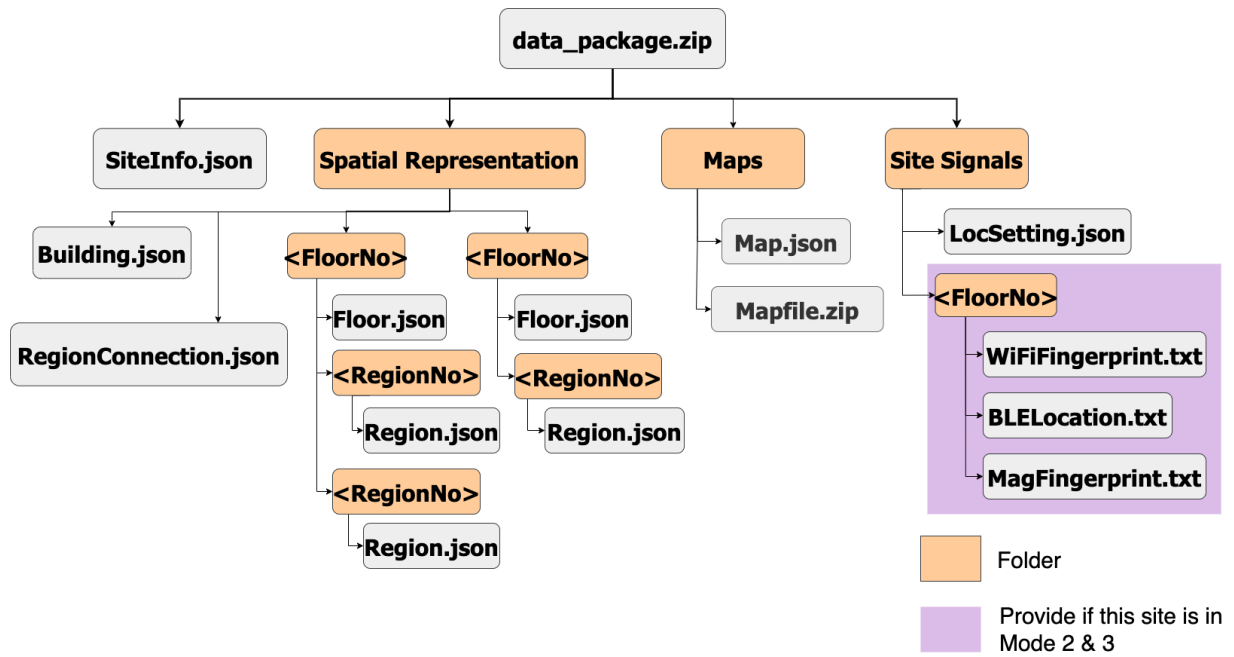 data_package.zip
SiteInfo.json
Spatial Representation
Maps
Site Signals
Building.json
RegionConnection.json
<FloorNo>
Floor.json
<RegionNo>
Region.json
<RegionNo>
Region.json
<FloorNo>
Floor.json
<RegionNo>
Region.json
Map.json
Mapfile.zip
LocSetting.json
<FloorNo>
WiFiFingerprint.txt
BLELocation.txt
MagFingerprint.txt
Folder
Provide if this site is in
Mode 2 & 3